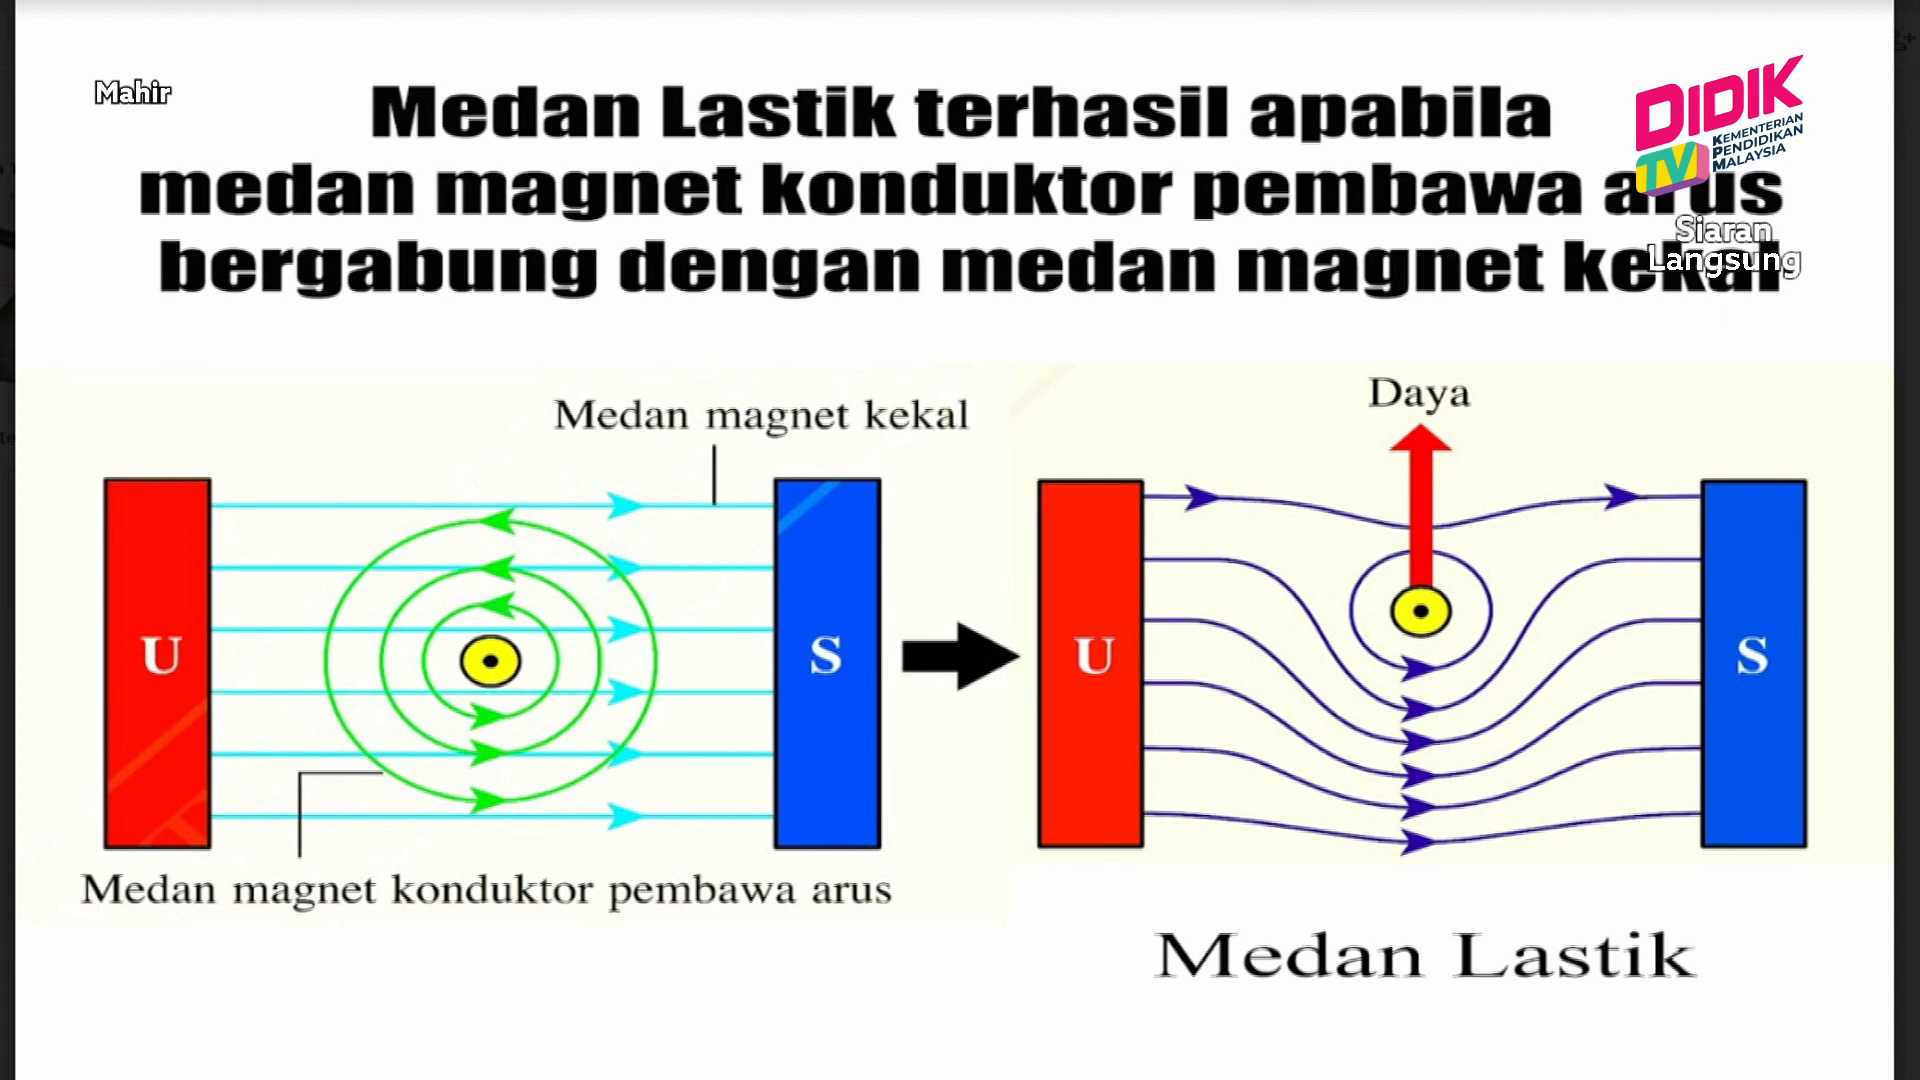 Mahir
Medan Lastik terhasil apabila
medan magnet konduktor pembawa arus
bergabung dengan medan magnet kekal
DIDIK
TV
KEMENTERIAN
PENDIDIKAN
MALAYSIA
Siaran
Langsung
Medan magnet kekal
U
S
Medan magnet konduktor pembawa arus
Daya
U
S
Medan Lastik